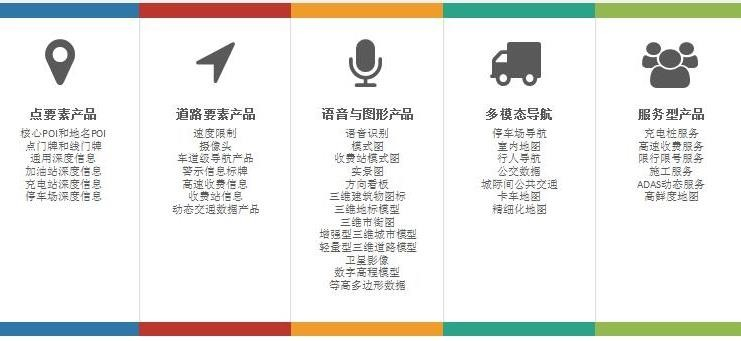 点要素产品
核心POI和地名POI
点门牌和线门牌
通用深度信息
加油站深度信息
充电站深度信息
停车场深度信息
道路要素产品
速度限制
摄像头
车道级导航产品
警示信息标牌
高速收费信息
收费站信息
动态交通数据产品
语音与图形产品
语音识别
模式图
收费站模式图
实景图
方向看板
三维建筑物图标
三维地标模型
三维市街图
增强型三维城市模型
轻量型三维道路模型
卫星影像
数字高程模型
等高多边形数据
多模态导航
停车场导航
室内地图
行人导航
公交数据
城际间公共交通
卡车地图
精细化地图
服务型产品
充电桩服务
高速收费服务
限行限号服务
施工服务
ADAS动态服务
高鲜度地图